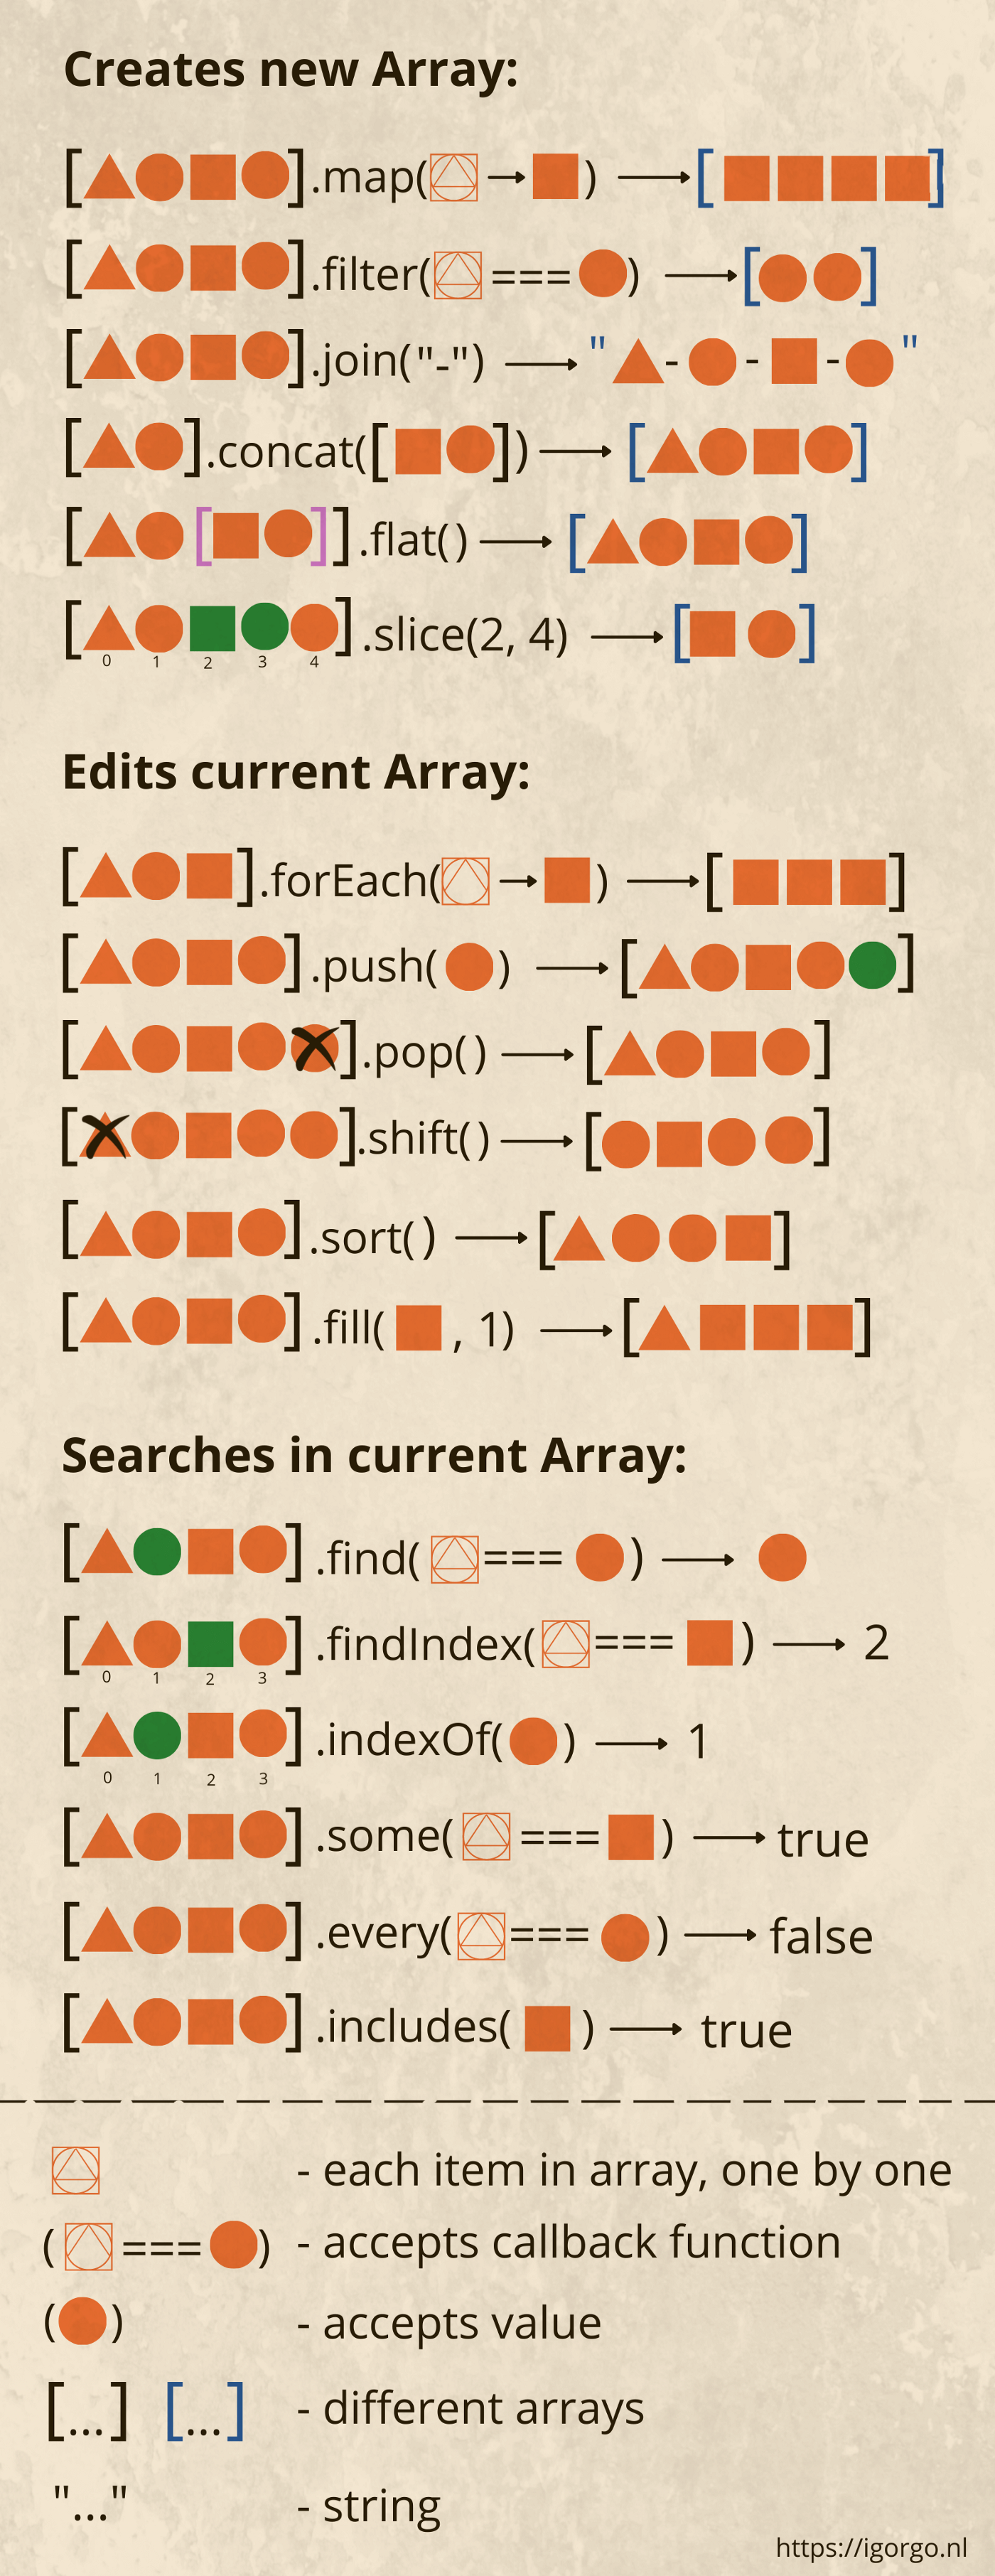 Creates new Array:
[ ].map( → ) → [ ]
[ ].filter( === ) → [ ]
[ ].join("-") → " - - - "
[ ].concat([ ]) → [ ]
[ [ ] ].flat() → [ ]
[ ].slice(2, 4) → [ ]
0 1 2 3 4
Edits current Array:
[ ].forEach( → ) → [ ]
[ ].push( ) → [ ]
[ ].pop() → [ ]
[ ].shift() → [ ]
[ ].sort() → [ ]
[ ].fill( , 1) → [ ]
Searches in current Array:
[ ].find( === ) →
[ ].findIndex( === ) → 2
0 1 2 3
[ ].indexOf( ) → 1
0 1 2 3
[ ].some( === ) → true
[ ].every( === ) → false
[ ].includes( ) → true
- each item in array, one by one
( === ) - accepts callback function
( ) - accepts value
[...] [...] - different arrays
"..." - string
https://igorgo.nl